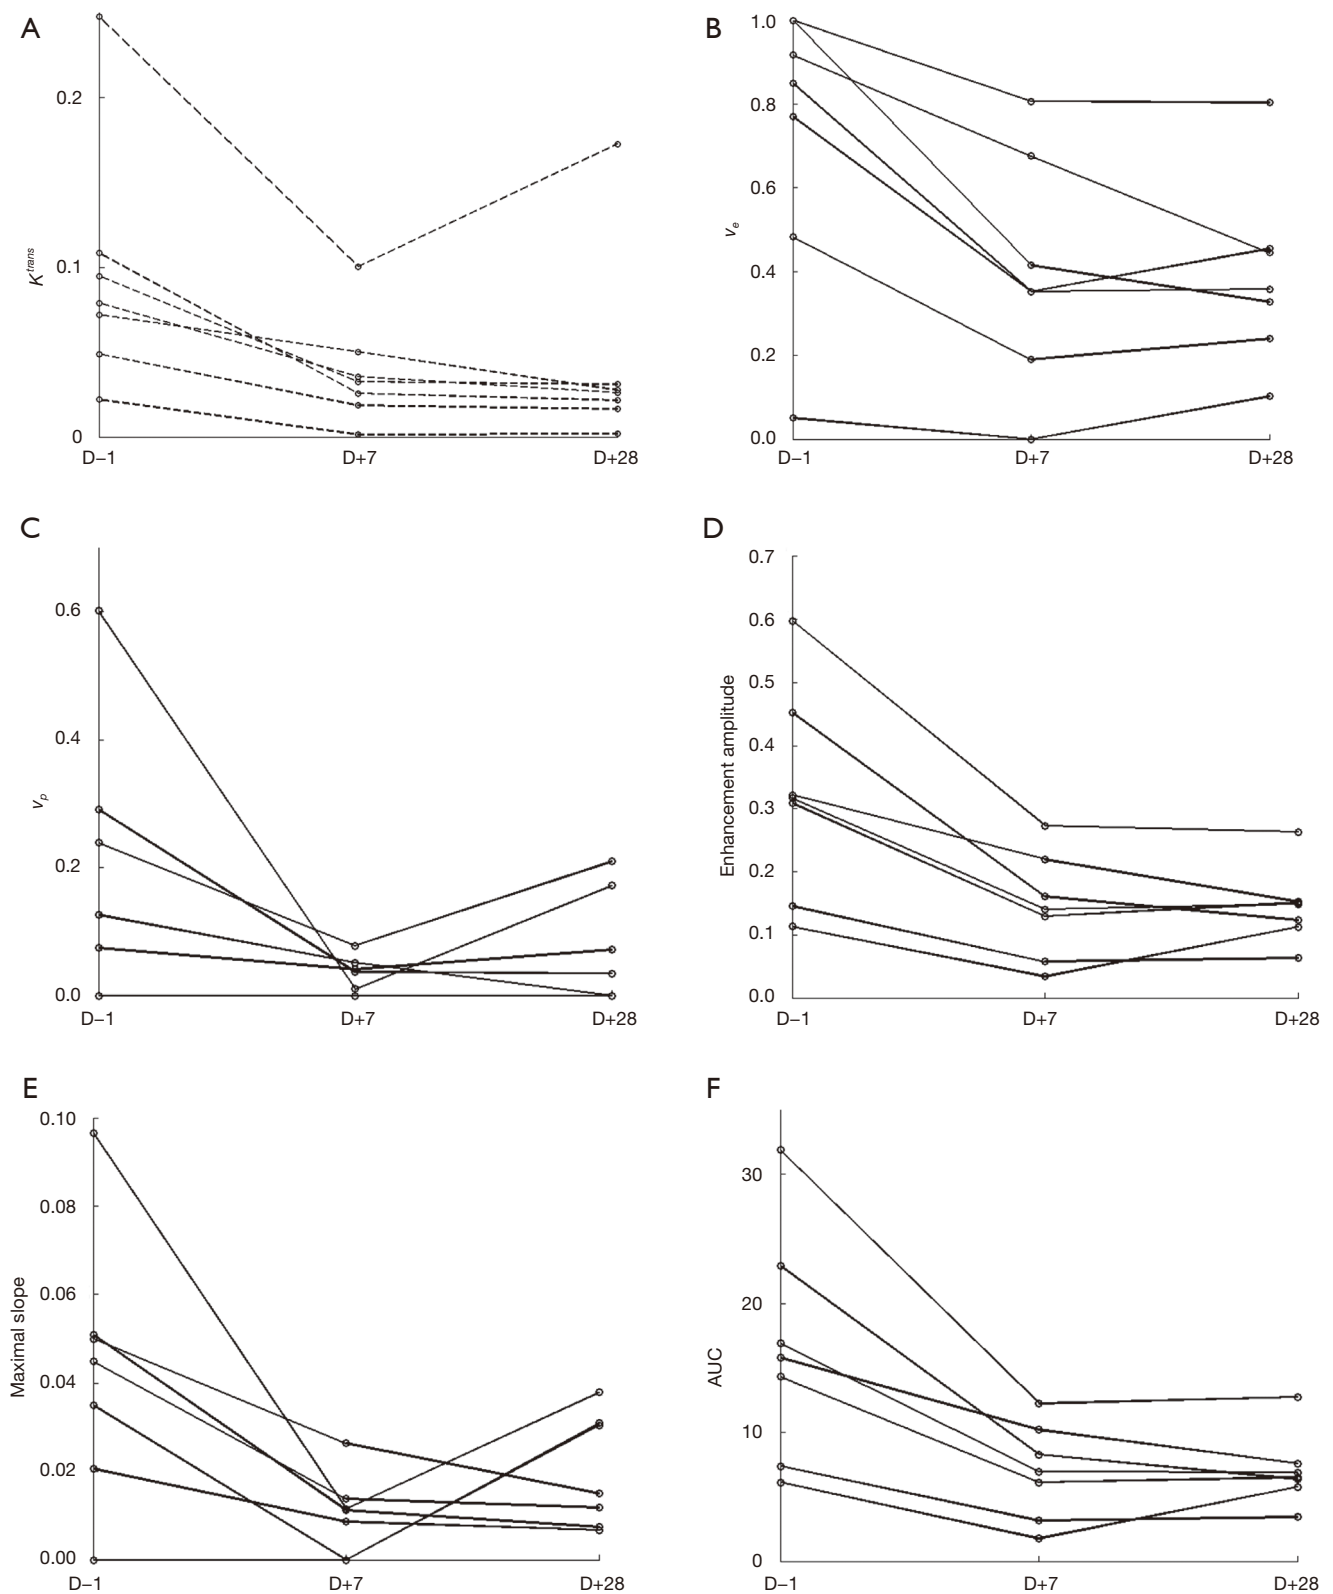 A
0.2
K^trans
0.1
0
D–1
D+7
D+28
B
1.0
0.8
0.6
v_e
0.4
0.2
0.0
D–1
D+7
D+28
C
0.6
0.4
v_p
0.2
0.0
D–1
D+7
D+28
D
0.7
0.6
0.5
Enhancement amplitude
0.4
0.3
0.2
0.1
0.0
D–1
D+7
D+28
E
0.10
0.08
0.06
Maximal slope
0.04
0.02
0.00
D–1
D+7
D+28
F
30
20
AUC
10
0
D–1
D+7
D+28